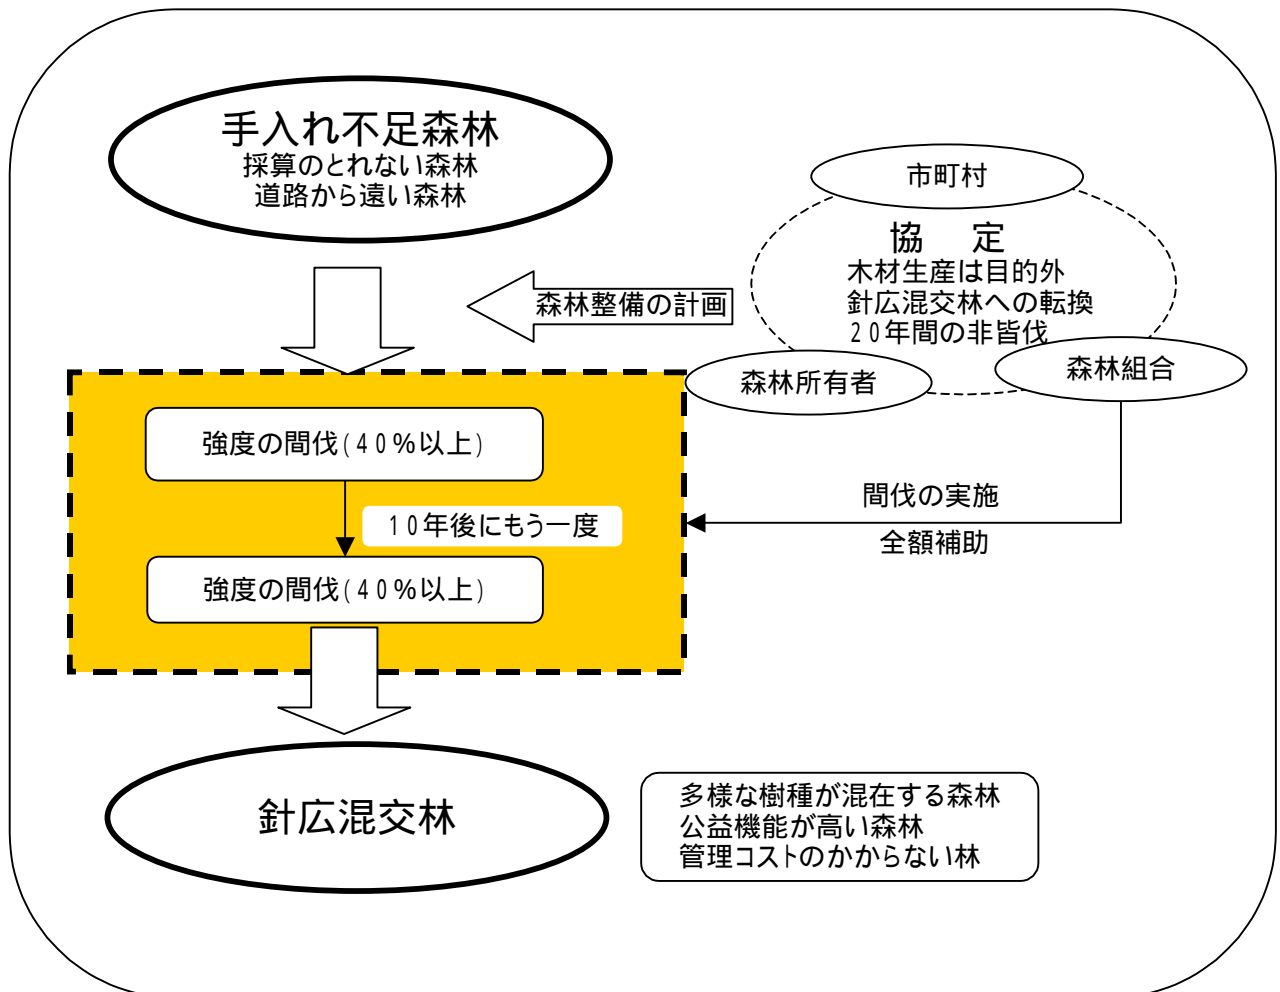 手入れ不足森林
採算のとれない森林
道路から遠い森林
市町村
協　定
木材生産は目的外
針広混交林への転換
２０年間の非皆伐
森林整備の計画
森林所有者
森林組合
強度の間伐(４０％以上)
１０年後にもう一度
強度の間伐(４０％以上)
間伐の実施
全額補助
針広混交林
多様な樹種が混在する森林
公益機能が高い森林
管理コストのかからない林